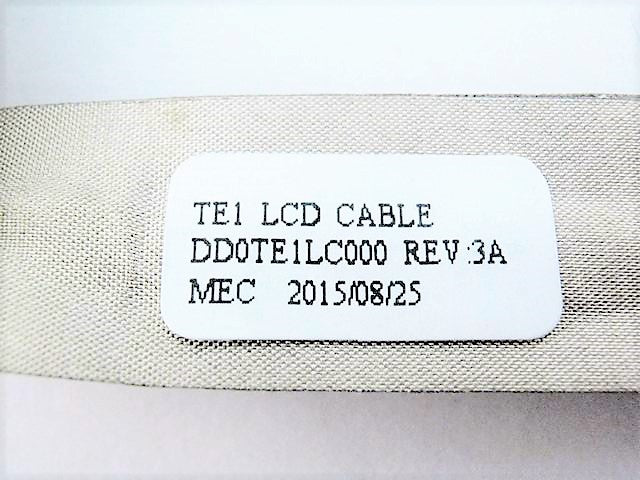 TE1 LCD CABLE
DD0TE1LC000 REV:3A
MEC 2015/08/25